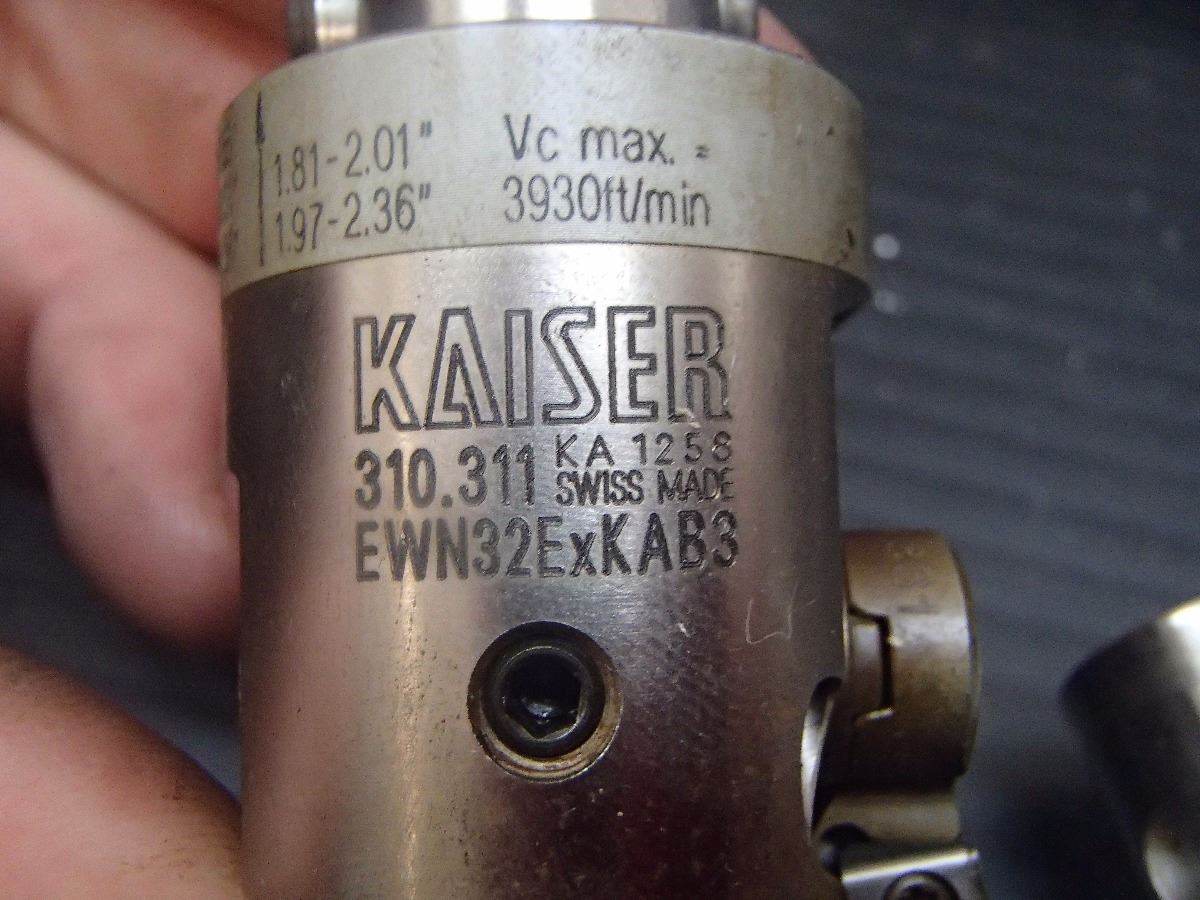 1.81-2.01"
1.97-2.36"
Vc max. =
3930ft/min
KAISER
310.311
KA 1258
SWISS MADE
EWN32ExKAB3